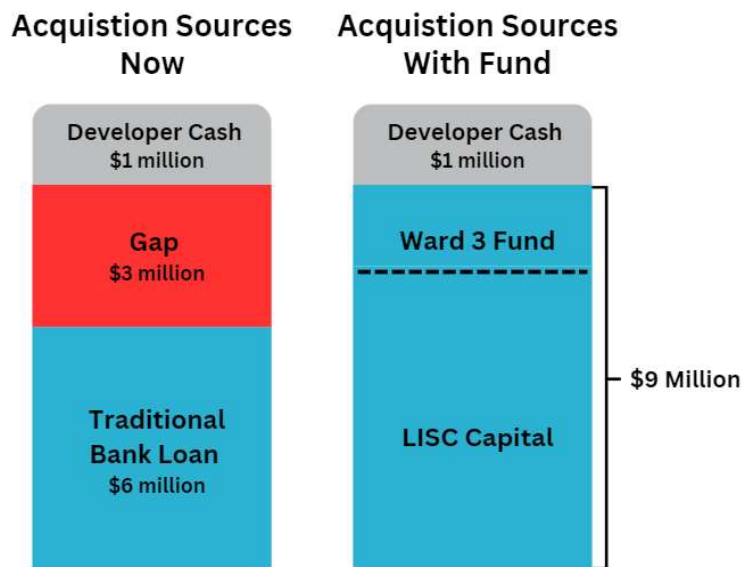 Acquistion Sources
Now
Developer Cash
$1 million
Gap
$3 million
Traditional
Bank Loan
$6 million
Acquistion Sources
With Fund
Developer Cash
$1 million
Ward 3 Fund
LISC Capital
$9 Million